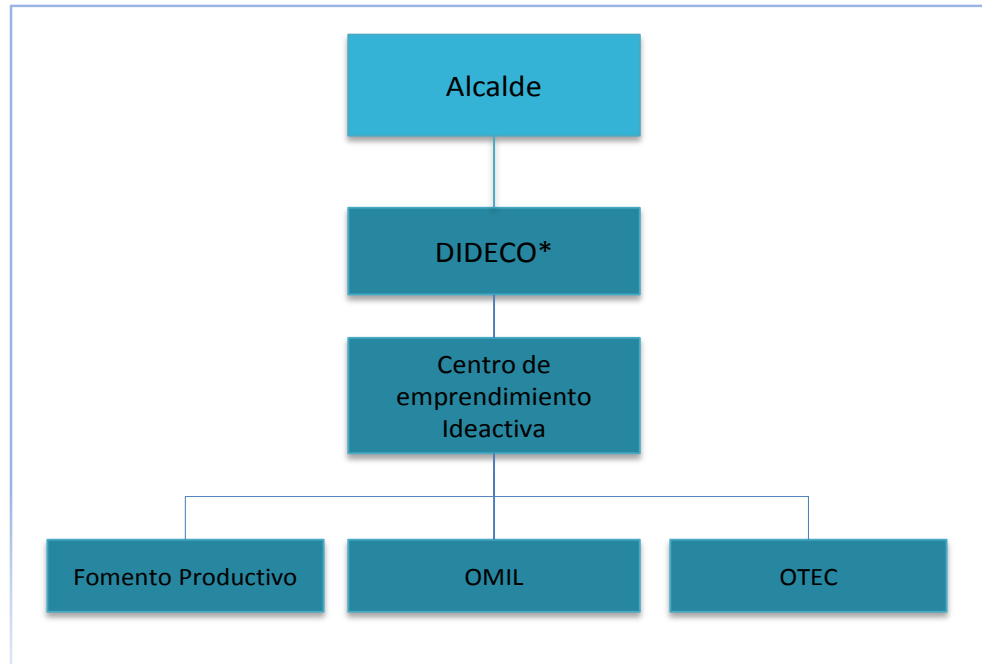 Alcalde
DIDECO*
Centro de
emprendimiento
Ideactiva
Fomento Productivo
OMIL
OTEC